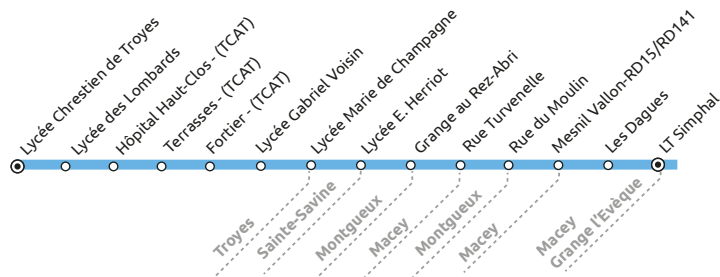 Lycée Chrestien de Troyes
Lycée des Lombards
Hôpital Haut-Clos - (TCAT)
Terrasses - (TCAT)
Fortier - (TCAT)
Lycée Gabriel Voisin
Lycée Marie de Champagne
Lycée E. Herriot
Grange au Rez-Abri
Rue Turvenelle
Rue du Moulin
Mesnil Vallon-RD15/RD141
Les Dagues
LT Simphal
Troyes
Sainte-Savine
Montgueux
Macey
Montgueux
Macey
Macey
Grange l'Evèque